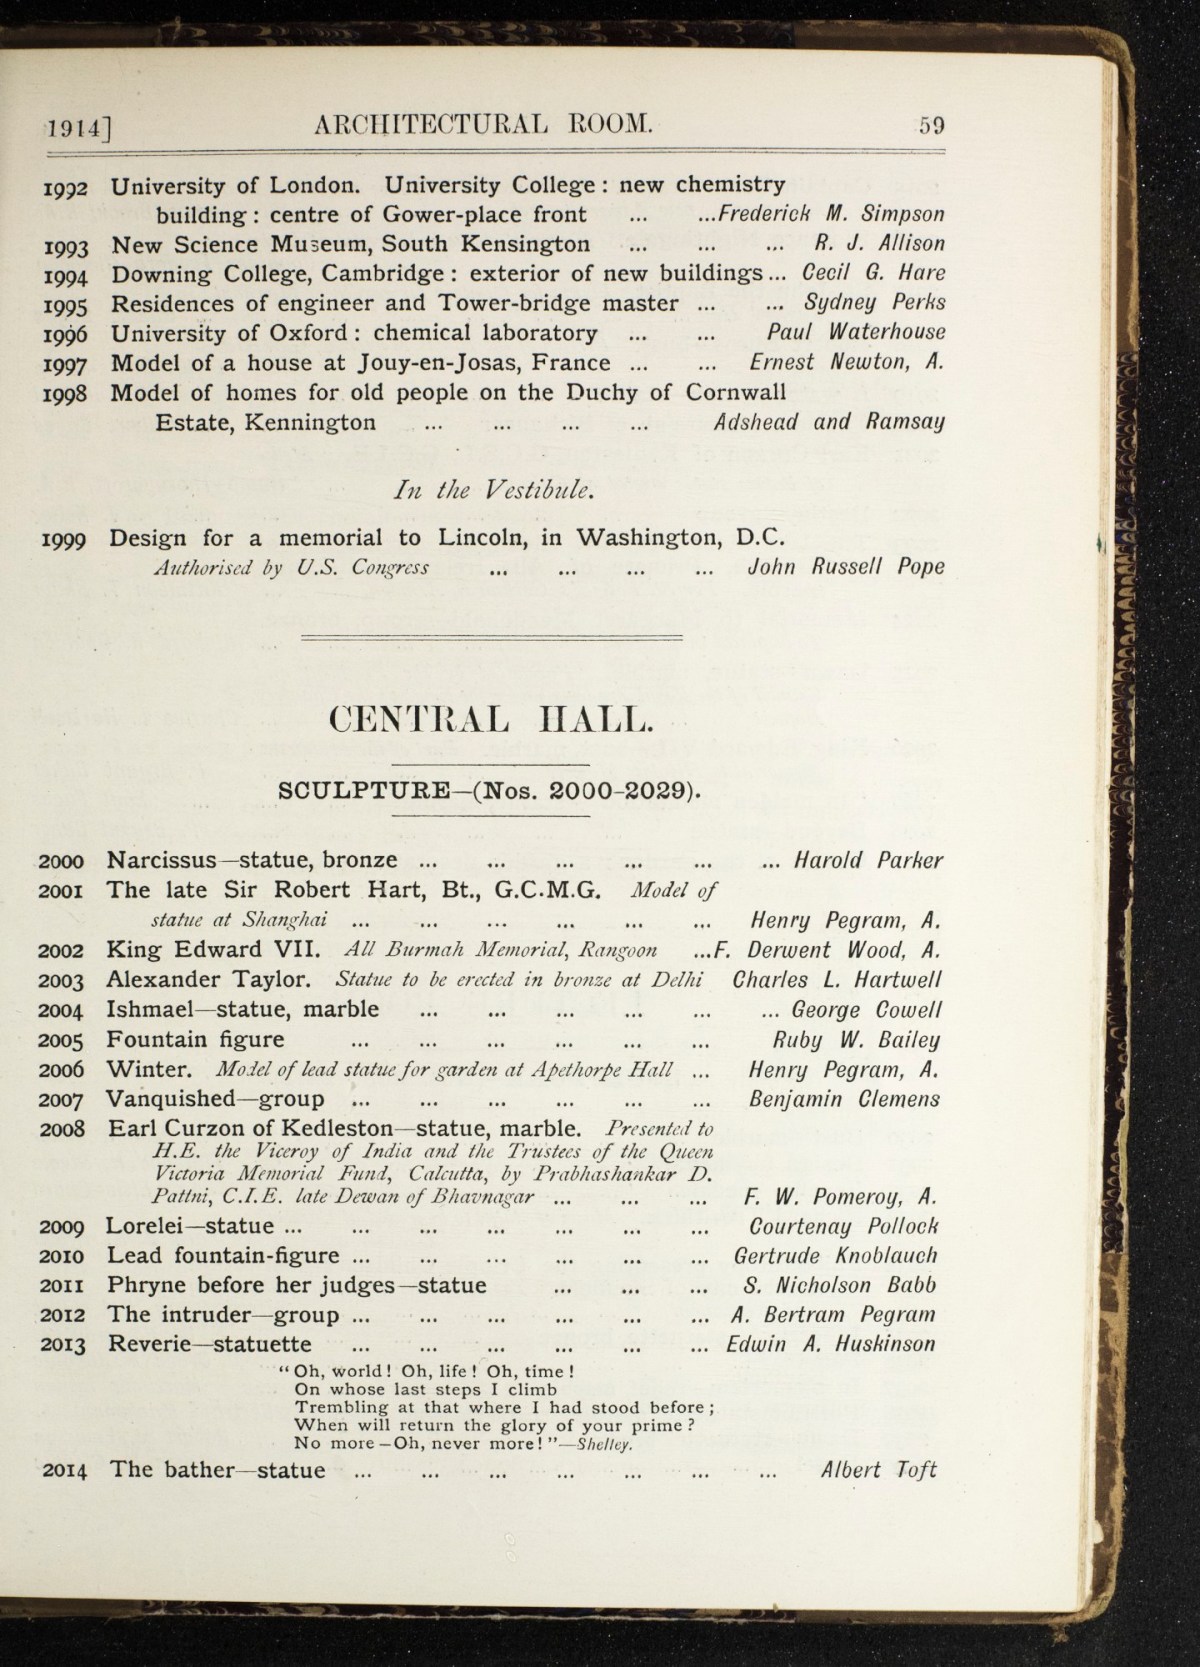 1914] ARCHITECTURAL ROOM. 59
1992 University of London. University College : new chemistry
building : centre of Gower-place front ... ...Frederick M. Simpson
1993 New Science Museum, South Kensington ... ... ... R. J. Allison
1994 Downing College, Cambridge : exterior of new buildings ... Cecil G. Hare
1995 Residences of engineer and Tower-bridge master ... ... Sydney Perks
1996 University of Oxford : chemical laboratory ... ... Paul Waterhouse
1997 Model of a house at Jouy-en-Josas, France ... ... Ernest Newton, A.
1998 Model of homes for old people on the Duchy of Cornwall
Estate, Kennington ... ... ... ... Adshead and Ramsay
In the Vestibule.
1999 Design for a memorial to Lincoln, in Washington, D.C.
Authorised by U.S. Congress ... ... ... ... John Russell Pope
CENTRAL HALL.
SCULPTURE—(Nos. 2000-2029).
2000 Narcissus—statue, bronze ... ... ... ... ... ... Harold Parker
2001 The late Sir Robert Hart, Bt., G.C.M.G. Model of
statue at Shanghai ... ... ... ... ... ... Henry Pegram, A.
2002 King Edward VII. All Burmah Memorial, Rangoon ...F. Derwent Wood, A.
2003 Alexander Taylor. Statue to be erected in bronze at Delhi Charles L. Hartwell
2004 Ishmael—statue, marble ... ... ... ... ... ... George Cowell
2005 Fountain figure ... ... ... ... ... ... Ruby W. Bailey
2006 Winter. Model of lead statue for garden at Apethorpe Hall ... Henry Pegram, A.
2007 Vanquished—group ... ... ... ... ... ... Benjamin Clemens
2008 Earl Curzon of Kedleston—statue, marble. Presented to
H.E. the Viceroy of India and the Trustees of the Queen
Victoria Memorial Fund, Calcutta, by Prabhashankar D.
Pattni, C.I.E. late Dewan of Bhavnagar ... ... ... F. W. Pomeroy, A.
2009 Lorelei—statue ... ... ... ... ... ... ... Courtenay Pollock
2010 Lead fountain-figure ... ... ... ... ... ... Gertrude Knoblauch
2011 Phryne before her judges—statue ... ... ... S. Nicholson Babb
2012 The intruder—group ... ... ... ... ... ... A. Bertram Pegram
2013 Reverie—statuette ... ... ... ... ... ... Edwin A. Huskinson
“ Oh, world ! Oh, life ! Oh, time !
On whose last steps I climb
Trembling at that where I had stood before ;
When will return the glory of your prime ?
No more—Oh, never more ! ”—Shelley.
2014 The bather—statue ... ... ... ... ... ... ... Albert Toft